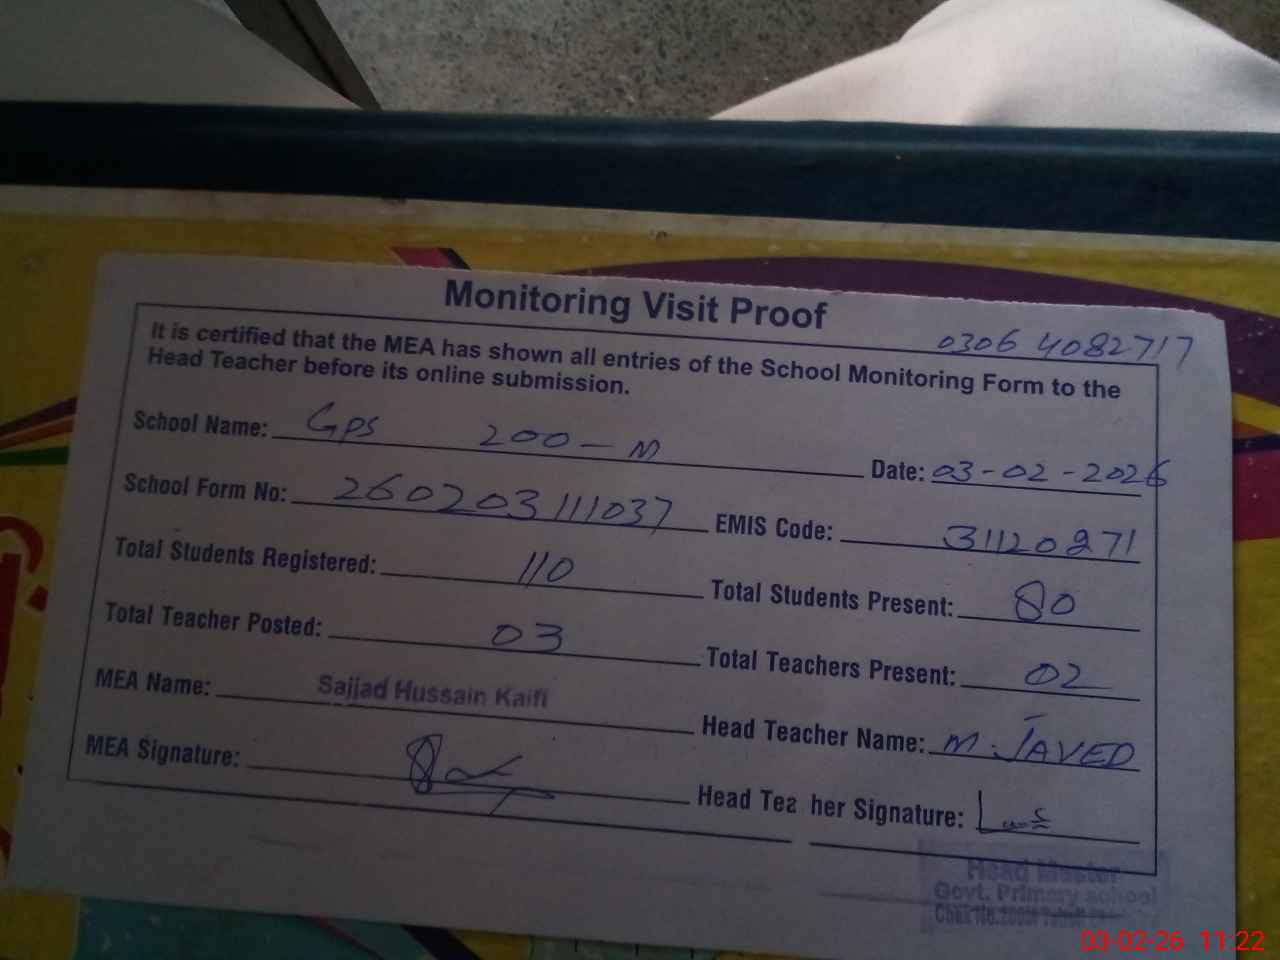 Monitoring Visit Proof
0306 4082717
It is certified that the MEA has shown all entries of the School Monitoring Form to the
Head Teacher before its online submission.
School Name: GPS 200-M Date: 03-02-2026
School Form No: 260203111037 EMIS Code: 31120271
Total Students Registered: 110 Total Students Present: 80
Total Teacher Posted: 03 Total Teachers Present: 02
MEA Name: Sajjad Hussain Kaifi Head Teacher Name: M. JAVED
MEA Signature: Head Tea her Signature:
Head Master
Govt. Primary school
Chak No.
03-02-26 11:22